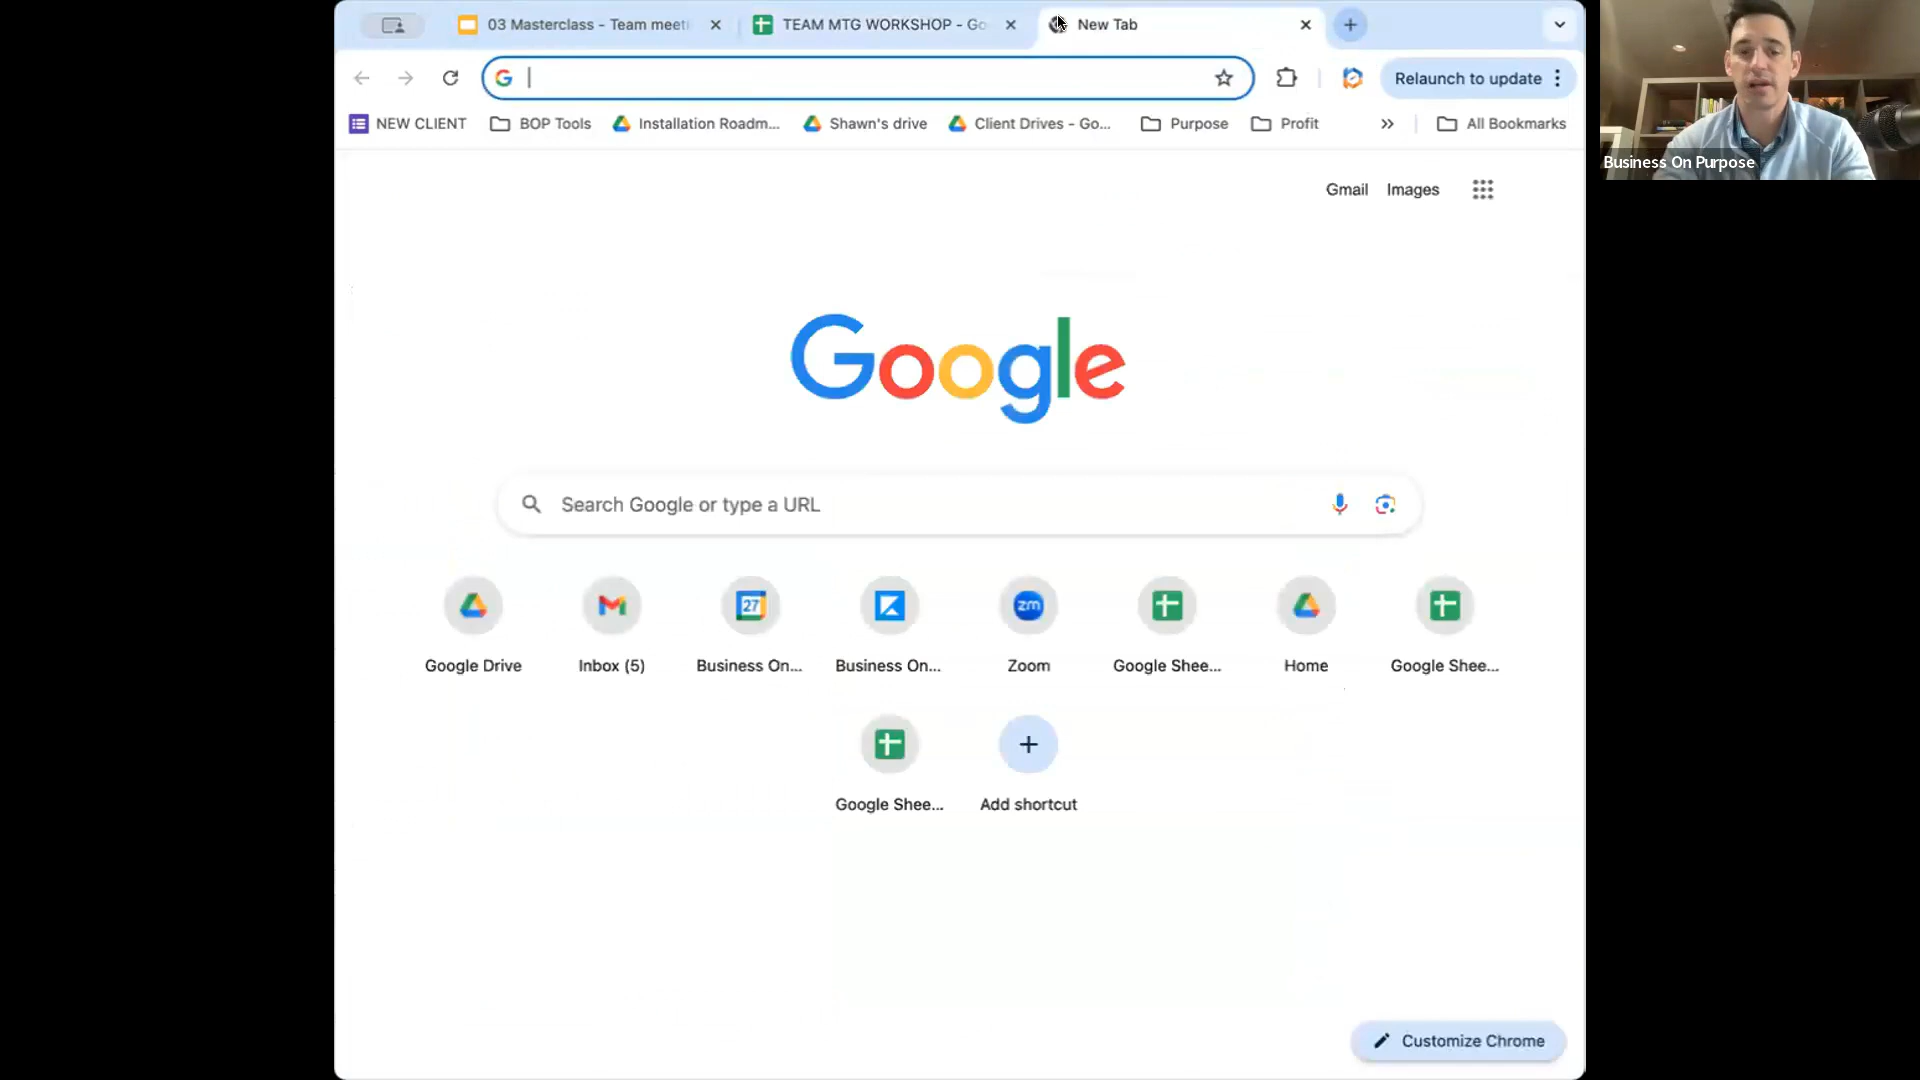 03 Masterclass - Team meeti
TEAM MTG WORKSHOP - Go
New Tab
Relaunch to update
NEW CLIENT
BOP Tools
Installation Roadm...
Shawn's drive
Client Drives - Go...
Purpose
Profit
All Bookmarks
Business On Purpose
Gmail
Images
Google
Search Google or type a URL
27
zm
Google Drive
Inbox (5)
Business On...
Business On...
Zoom
Google Shee...
Home
Google Shee...
Google Shee...
Add shortcut
Customize Chrome